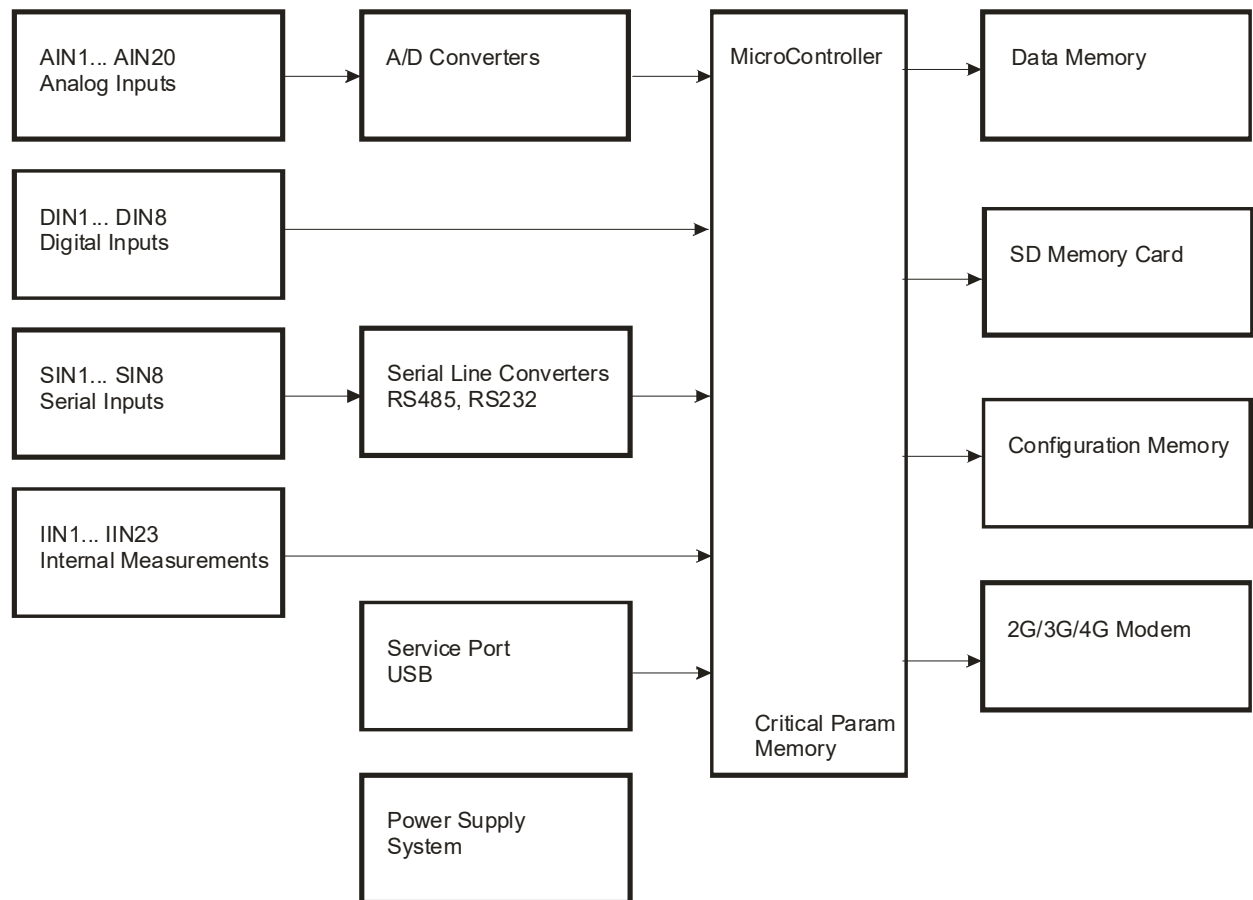 AIN1... AIN20
Analog Inputs
A/D Converters
MicroController
Data Memory
DIN1... DIN8
Digital Inputs
SD Memory Card
SIN1... SIN8
Serial Inputs
Serial Line Converters
RS485, RS232
Configuration Memory
IIN1... IIN23
Internal Measurements
Service Port
USB
2G/3G/4G Modem
Critical Param
Memory
Power Supply
System